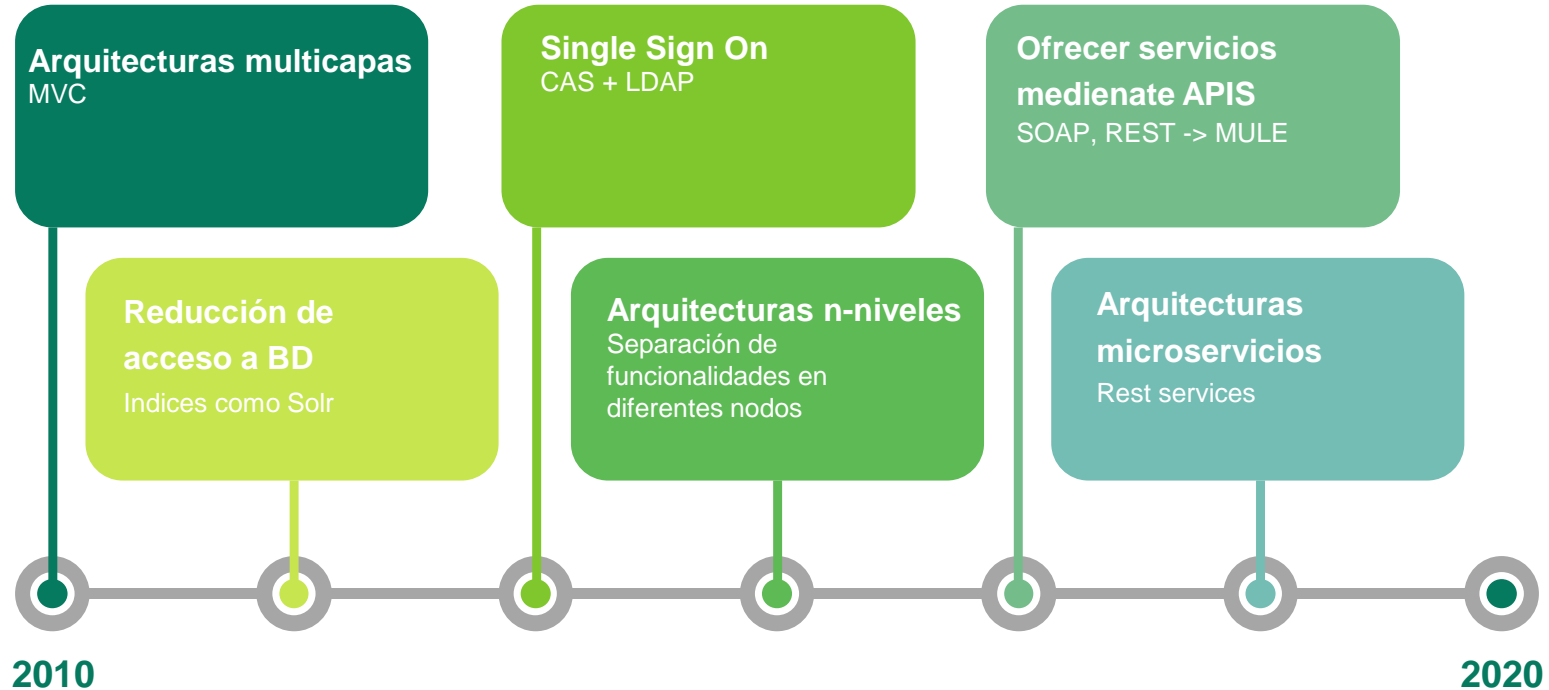 Arquitecturas multicapas
MVC
Single Sign On
CAS + LDAP
Ofrecer servicios
medienate APIS
SOAP, REST -> MULE
Reducción de
acceso a BD
Indices como Solr
Arquitecturas n-niveles
Separación de
funcionalidades en
diferentes nodos
Arquitecturas
microservicios
Rest services
2010
2020